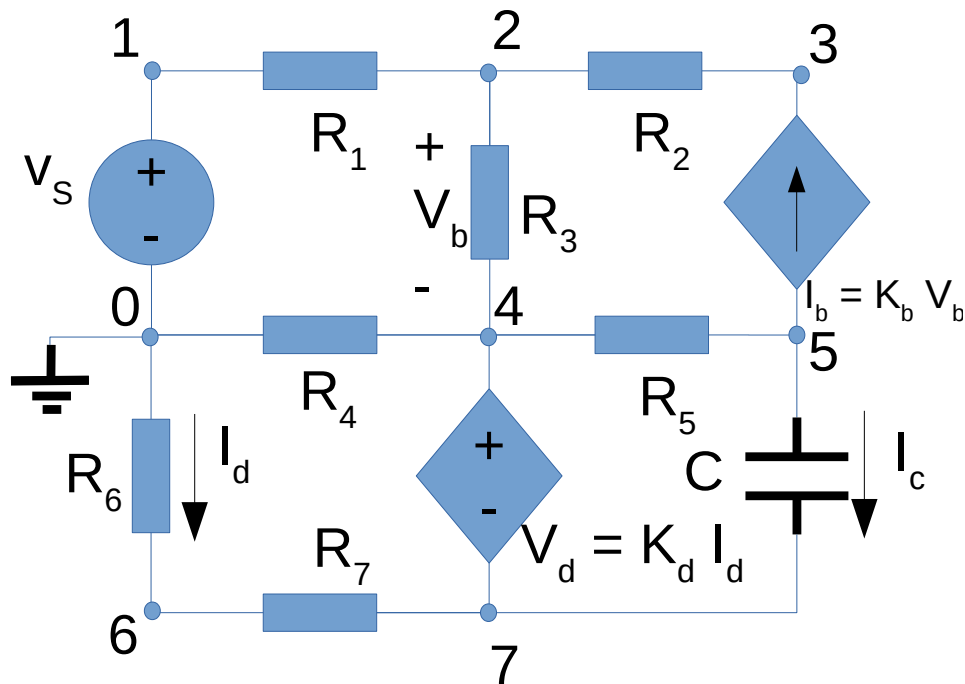 1
2
3
R1
R2
+
vS
+
-
Vb
R3
-
Ib = Kb Vb
0
4
5
R4
R5
Id
R6
+
-
C
Ic
Vd = Kd Id
R7
6
7